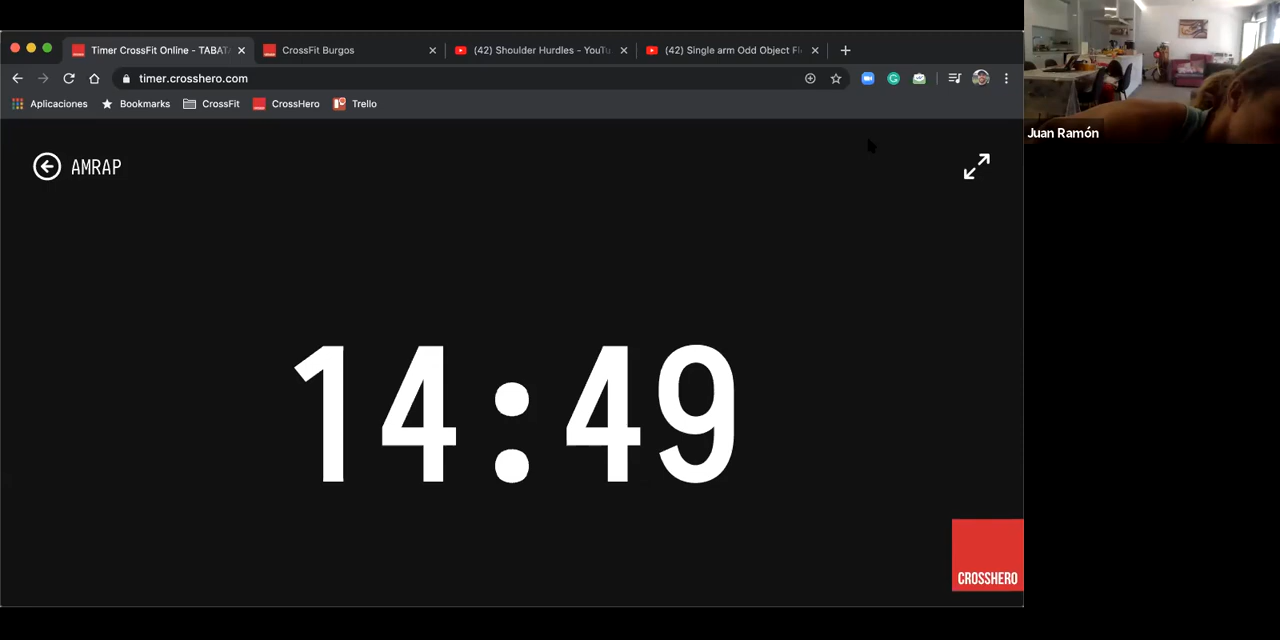 Timer CrossFit Online - TABATA
CrossFit Burgos
(42) Shoulder Hurdles - YouTu
(42) Single arm Odd Object Fl
timer.crosshero.com
Aplicaciones
Bookmarks
CrossFit
CrossHero
Trello
Juan Ramón
AMRAP
14:49
CROSSHERO